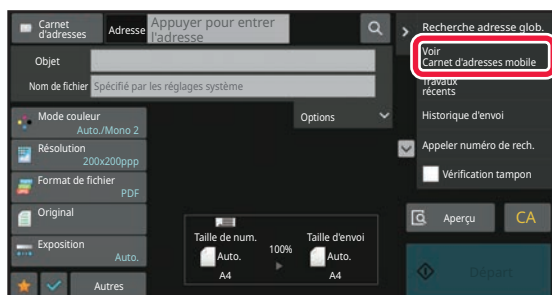 Carnet
d'adresses
Adresse
Appuyer pour entrer
l'adresse
Recherche adresse glob.
Voir
Carnet d'adresses mobile
Objet
Travaux
récents
Nom de fichier
Spécifié par les réglages système
Mode couleur
Auto./Mono 2
Options
Historique d'envoi
Résolution
200x200ppp
Appeler numéro de rech.
Format de fichier
PDF
Vérification tampon
Original
Aperçu
CA
Exposition
Auto.
Taille de num.
Auto.
A4
100%
Taille d'envoi
Auto.
A4
Autres
Départ